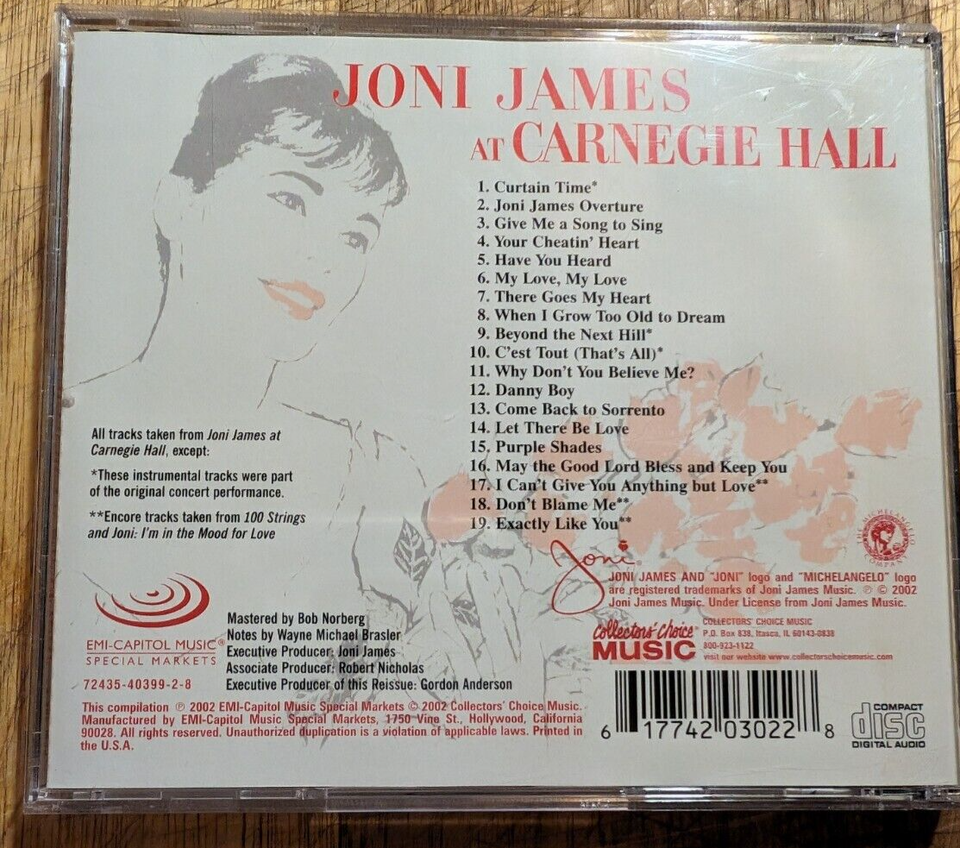 JONI JAMES
AT CARNEGIE HALL
1. Curtain Time*
2. Joni James Overture
3. Give Me a Song to Sing
4. Your Cheatin' Heart
5. Have You Heard
6. My Love, My Love
7. There Goes My Heart
8. When I Grow Too Old to Dream
9. Beyond the Next Hill*
10. C'est Tout (That's All)*
11. Why Don't You Believe Me?
12. Danny Boy
13. Come Back to Sorrento
14. Let There Be Love
15. Purple Shades
16. May the Good Lord Bless and Keep You
17. I Can't Give You Anything but Love**
18. Don't Blame Me**
19. Exactly Like You**
All tracks taken from Joni James at
Carnegie Hall, except:
*These instrumental tracks were part
of the original concert performance.
**Encore tracks taken from 100 Strings
and Joni: I'm in the Mood for Love
THE MICHELANGELO COMPANY
Joni®
JONI JAMES AND "JONI" logo and "MICHELANGELO" logo
are registered trademarks of Joni James Music. ℗ © 2002
Joni James Music. Under License from Joni James Music.
EMI-CAPITOL MUSIC®
SPECIAL MARKETS
72435-40399-2-8
Mastered by Bob Norberg
Notes by Wayne Michael Brasler
Executive Producer: Joni James
Associate Producer: Robert Nicholas
Executive Producer of this Reissue: Gordon Anderson
collectors' choice
MUSIC
COLLECTORS' CHOICE MUSIC
P.O. Box 838, Itasca, IL 60143-0838
800-923-1122
visit our website www.collectorschoicemusic.com
This compilation ℗ 2002 EMI-Capitol Music Special Markets © 2002 Collectors' Choice Music.
Manufactured by EMI-Capitol Music Special Markets, 1750 Vine St., Hollywood, California
90028. All rights reserved. Unauthorized duplication is a violation of applicable laws. Printed in
the U.S.A.
6 17742 03022 8
COMPACT
disc
DIGITAL AUDIO